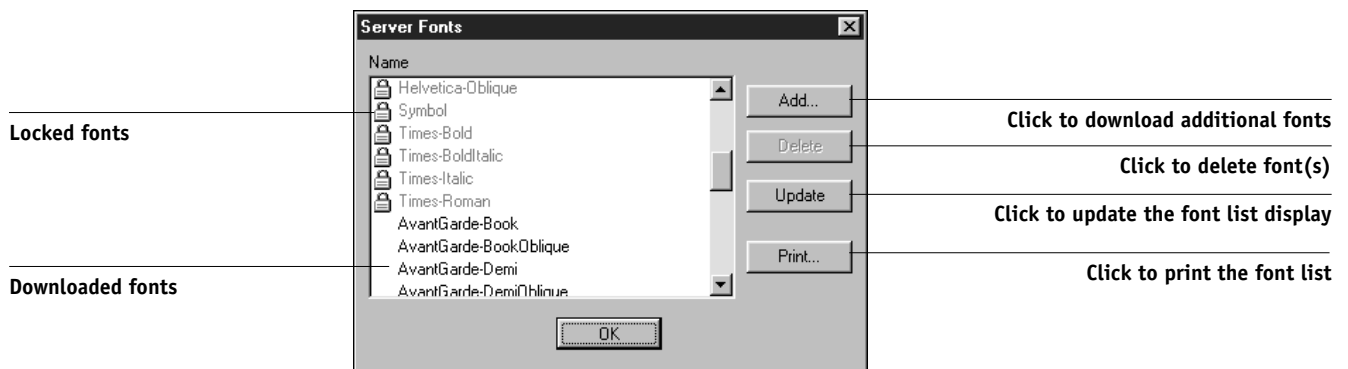 Server Fonts
Name
Helvetica-Oblique
Symbol
Times-Bold
Times-BoldItalic
Times-Italic
Times-Roman
AvantGarde-Book
AvantGarde-BookOblique
AvantGarde-Demi
AvantGarde-DemiOblique
Add...
Delete
Update
Print...
OK
Locked fonts
Downloaded fonts
Click to download additional fonts
Click to delete font(s)
Click to update the font list display
Click to print the font list